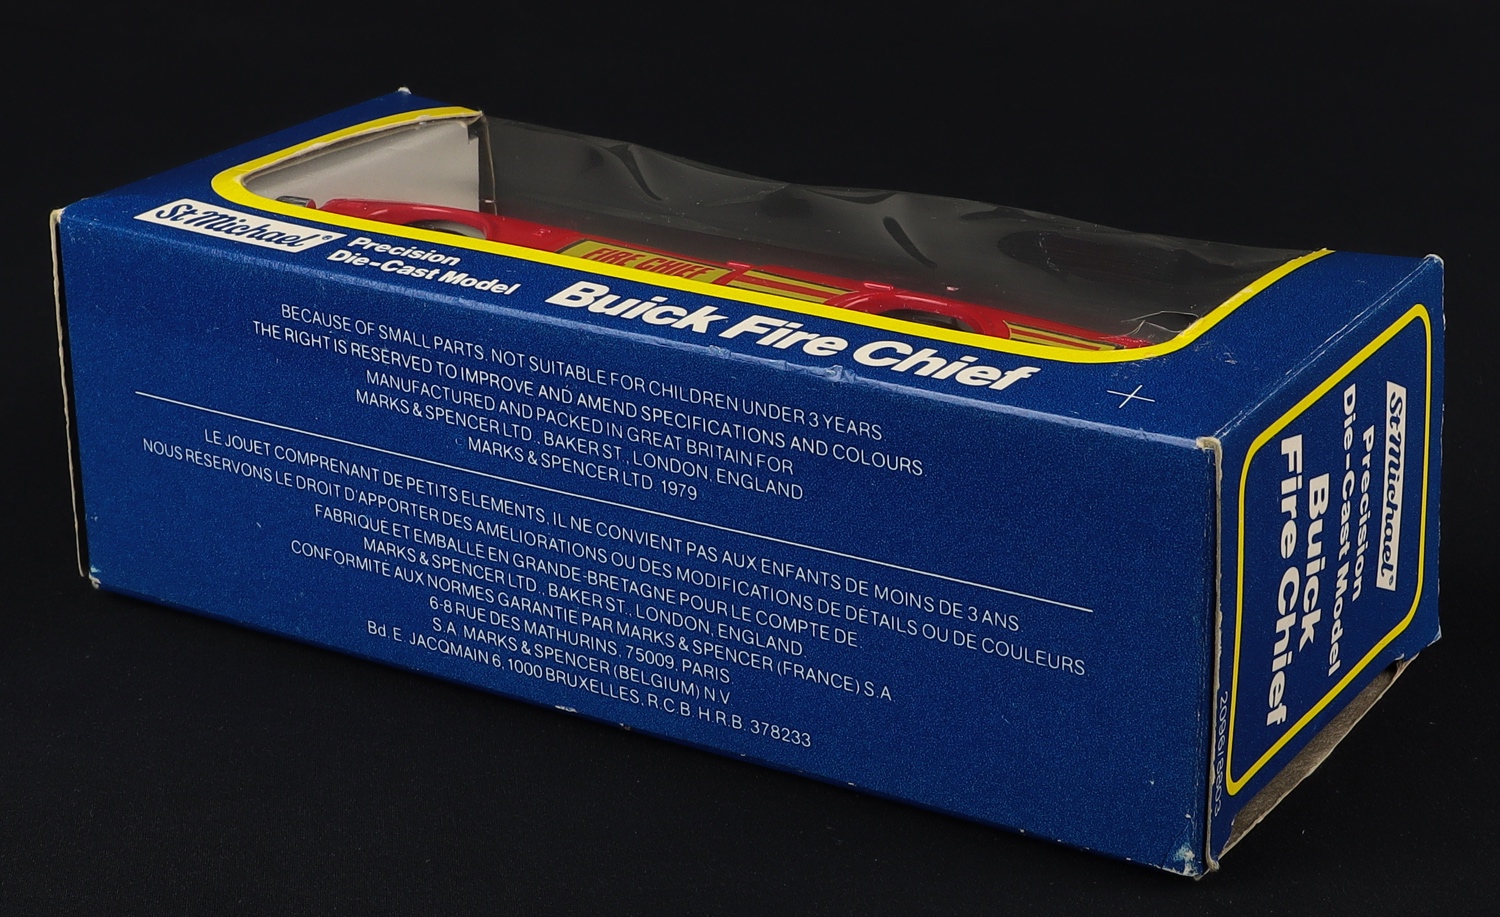 St Michael®
Precision
Die-Cast Model
Buick Fire Chief
FIRE CHIEF
BECAUSE OF SMALL PARTS. NOT SUITABLE FOR CHILDREN UNDER 3 YEARS.
THE RIGHT IS RESERVED TO IMPROVE AND AMEND SPECIFICATIONS AND COLOURS.
MANUFACTURED AND PACKED IN GREAT BRITAIN FOR
MARKS & SPENCER LTD., BAKER ST., LONDON, ENGLAND.
MARKS & SPENCER LTD. 1979
LE JOUET COMPRENANT DE PETITS ELEMENTS, IL NE CONVIENT PAS AUX ENFANTS DE MOINS DE 3 ANS.
NOUS RESERVONS LE DROIT D'APPORTER DES AMELIORATIONS OU DES MODIFICATIONS DE DETAILS OU DE COULEURS.
FABRIQUÉ ET EMBALLÉ EN GRANDE-BRETAGNE POUR LE COMPTE DE.
MARKS & SPENCER LTD., BAKER ST., LONDON, ENGLAND.
CONFORMITE AUX NORMES GARANTIE PAR MARKS & SPENCER (FRANCE) S.A.
6-8 RUE DES MATHURINS, 75009, PARIS.
S.A. MARKS & SPENCER (BELGIUM) N.V.
Bd. E. JACQMAIN 6, 1000 BRUXELLES, R.C.B. H.R.B. 378233
St Michael®
Precision
Die-Cast Model
Buick
Fire Chief